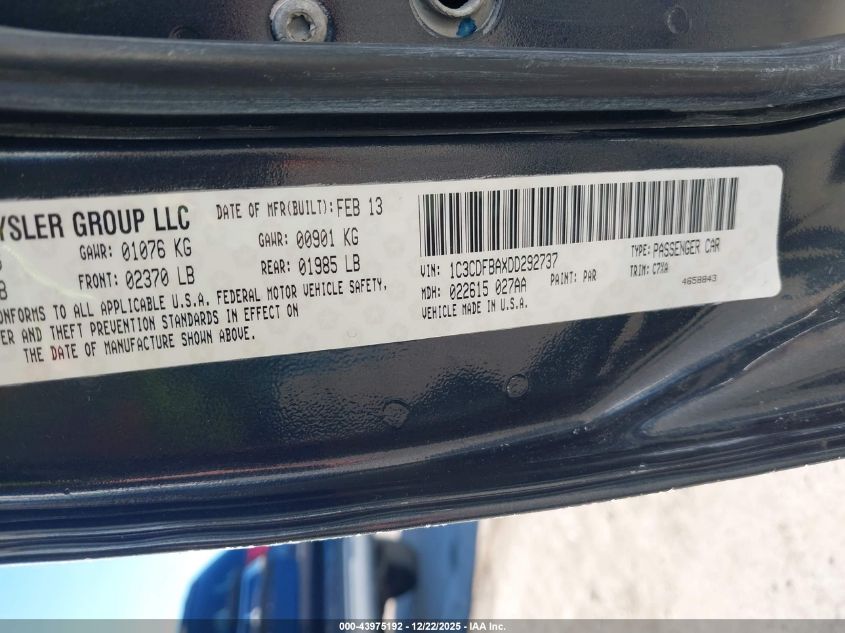 YSLER GROUP LLC
DATE OF MFR(BUILT): FEB 13
GAWR: 01076 KG
GAWR: 00901 KG
B FRONT: 02370 LB
REAR: 01985 LB
CONFORMS TO ALL APPLICABLE U.S.A. FEDERAL MOTOR VEHICLE SAFETY,
ER AND THEFT PREVENTION STANDARDS IN EFFECT ON
THE DATE OF MANUFACTURE SHOWN ABOVE.
VIN: 1C3CDFBAXDD292737
TYPE: PASSENGER CAR
MDH: 022615 027AA
PAINT: PAR
TRIM: C7XA
VEHICLE MADE IN U.S.A.
4658843
000-43975192 - 12/22/2025 - IAA Inc.